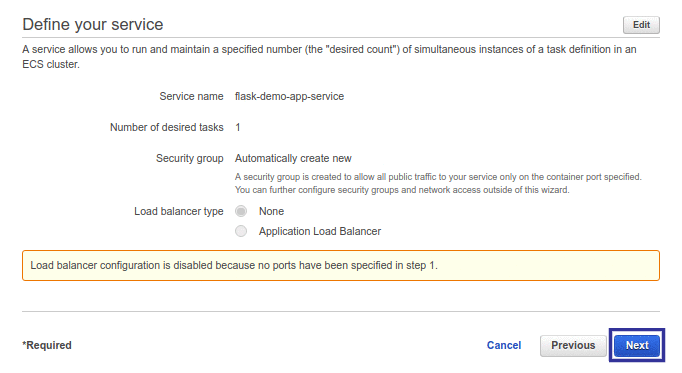 Define your service
Edit
A service allows you to run and maintain a specified number (the "desired count") of simultaneous instances of a task definition in an
ECS cluster.
Service name flask-demo-app-service
Number of desired tasks 1
Security group Automatically create new
A security group is created to allow all public traffic to your service only on the container port specified.
You can further configure security groups and network access outside of this wizard.
Load balancer type None
Application Load Balancer
Load balancer configuration is disabled because no ports have been specified in step 1.
*Required
Cancel
Previous
Next